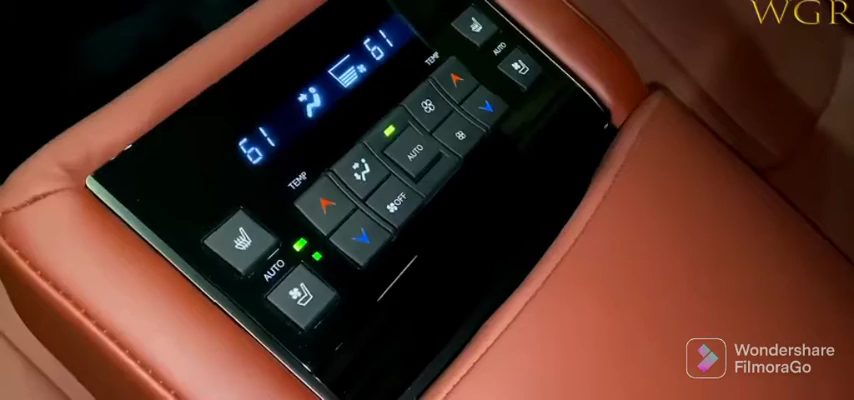 WGR
61
61
TEMP
AUTO
TEMP
AUTO
OFF
AUTO
Wondershare
FilmoraGo